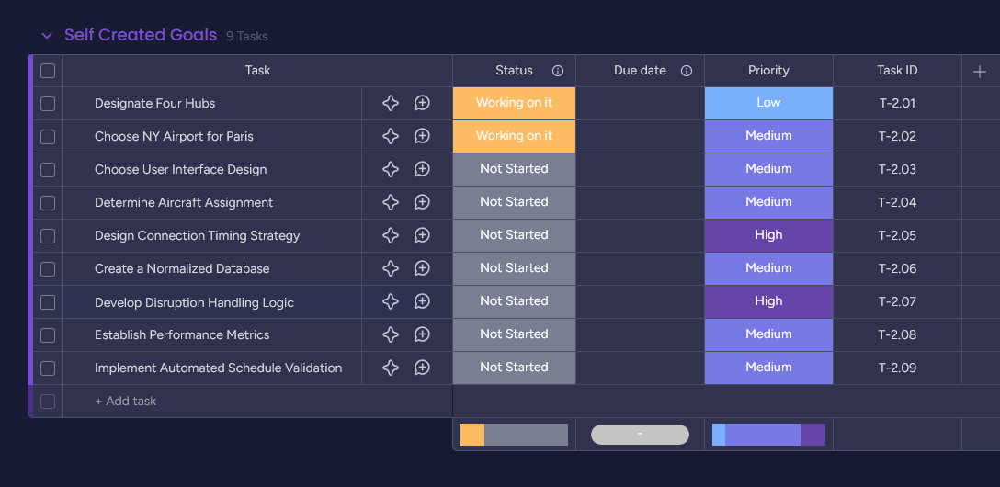 Self Created Goals 9 Tasks
Task Status Due date Priority Task ID
Designate Four Hubs Working on it Low T-2.01
Choose NY Airport for Paris Working on it Medium T-2.02
Choose User Interface Design Not Started Medium T-2.03
Determine Aircraft Assignment Not Started Medium T-2.04
Design Connection Timing Strategy Not Started High T-2.05
Create a Normalized Database Not Started Medium T-2.06
Develop Disruption Handling Logic Not Started High T-2.07
Establish Performance Metrics Not Started Medium T-2.08
Implement Automated Schedule Validation Not Started Medium T-2.09
+ Add task
-